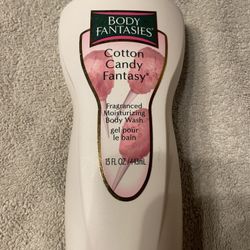 BODY
FANTASIES®
Cotton
Candy
Fantasy®
Fragranced
Moisturizing
Body Wash
gel pour
le bain
15 FL OZ / 443mL